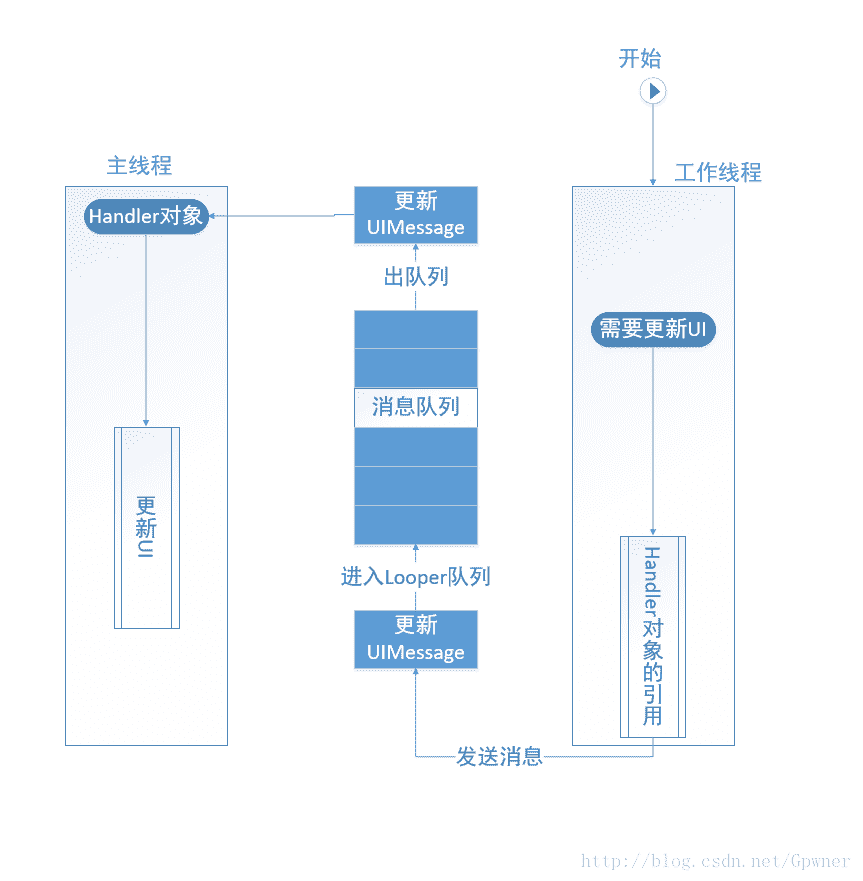 开始
主线程
工作线程
Handler对象
更新
UIMessage
出队列
需要更新UI
消息队列
更新UI
进入Looper队列
更新
UIMessage
Handler对象的引用
发送消息
http://blog.csdn.net/Gpwner